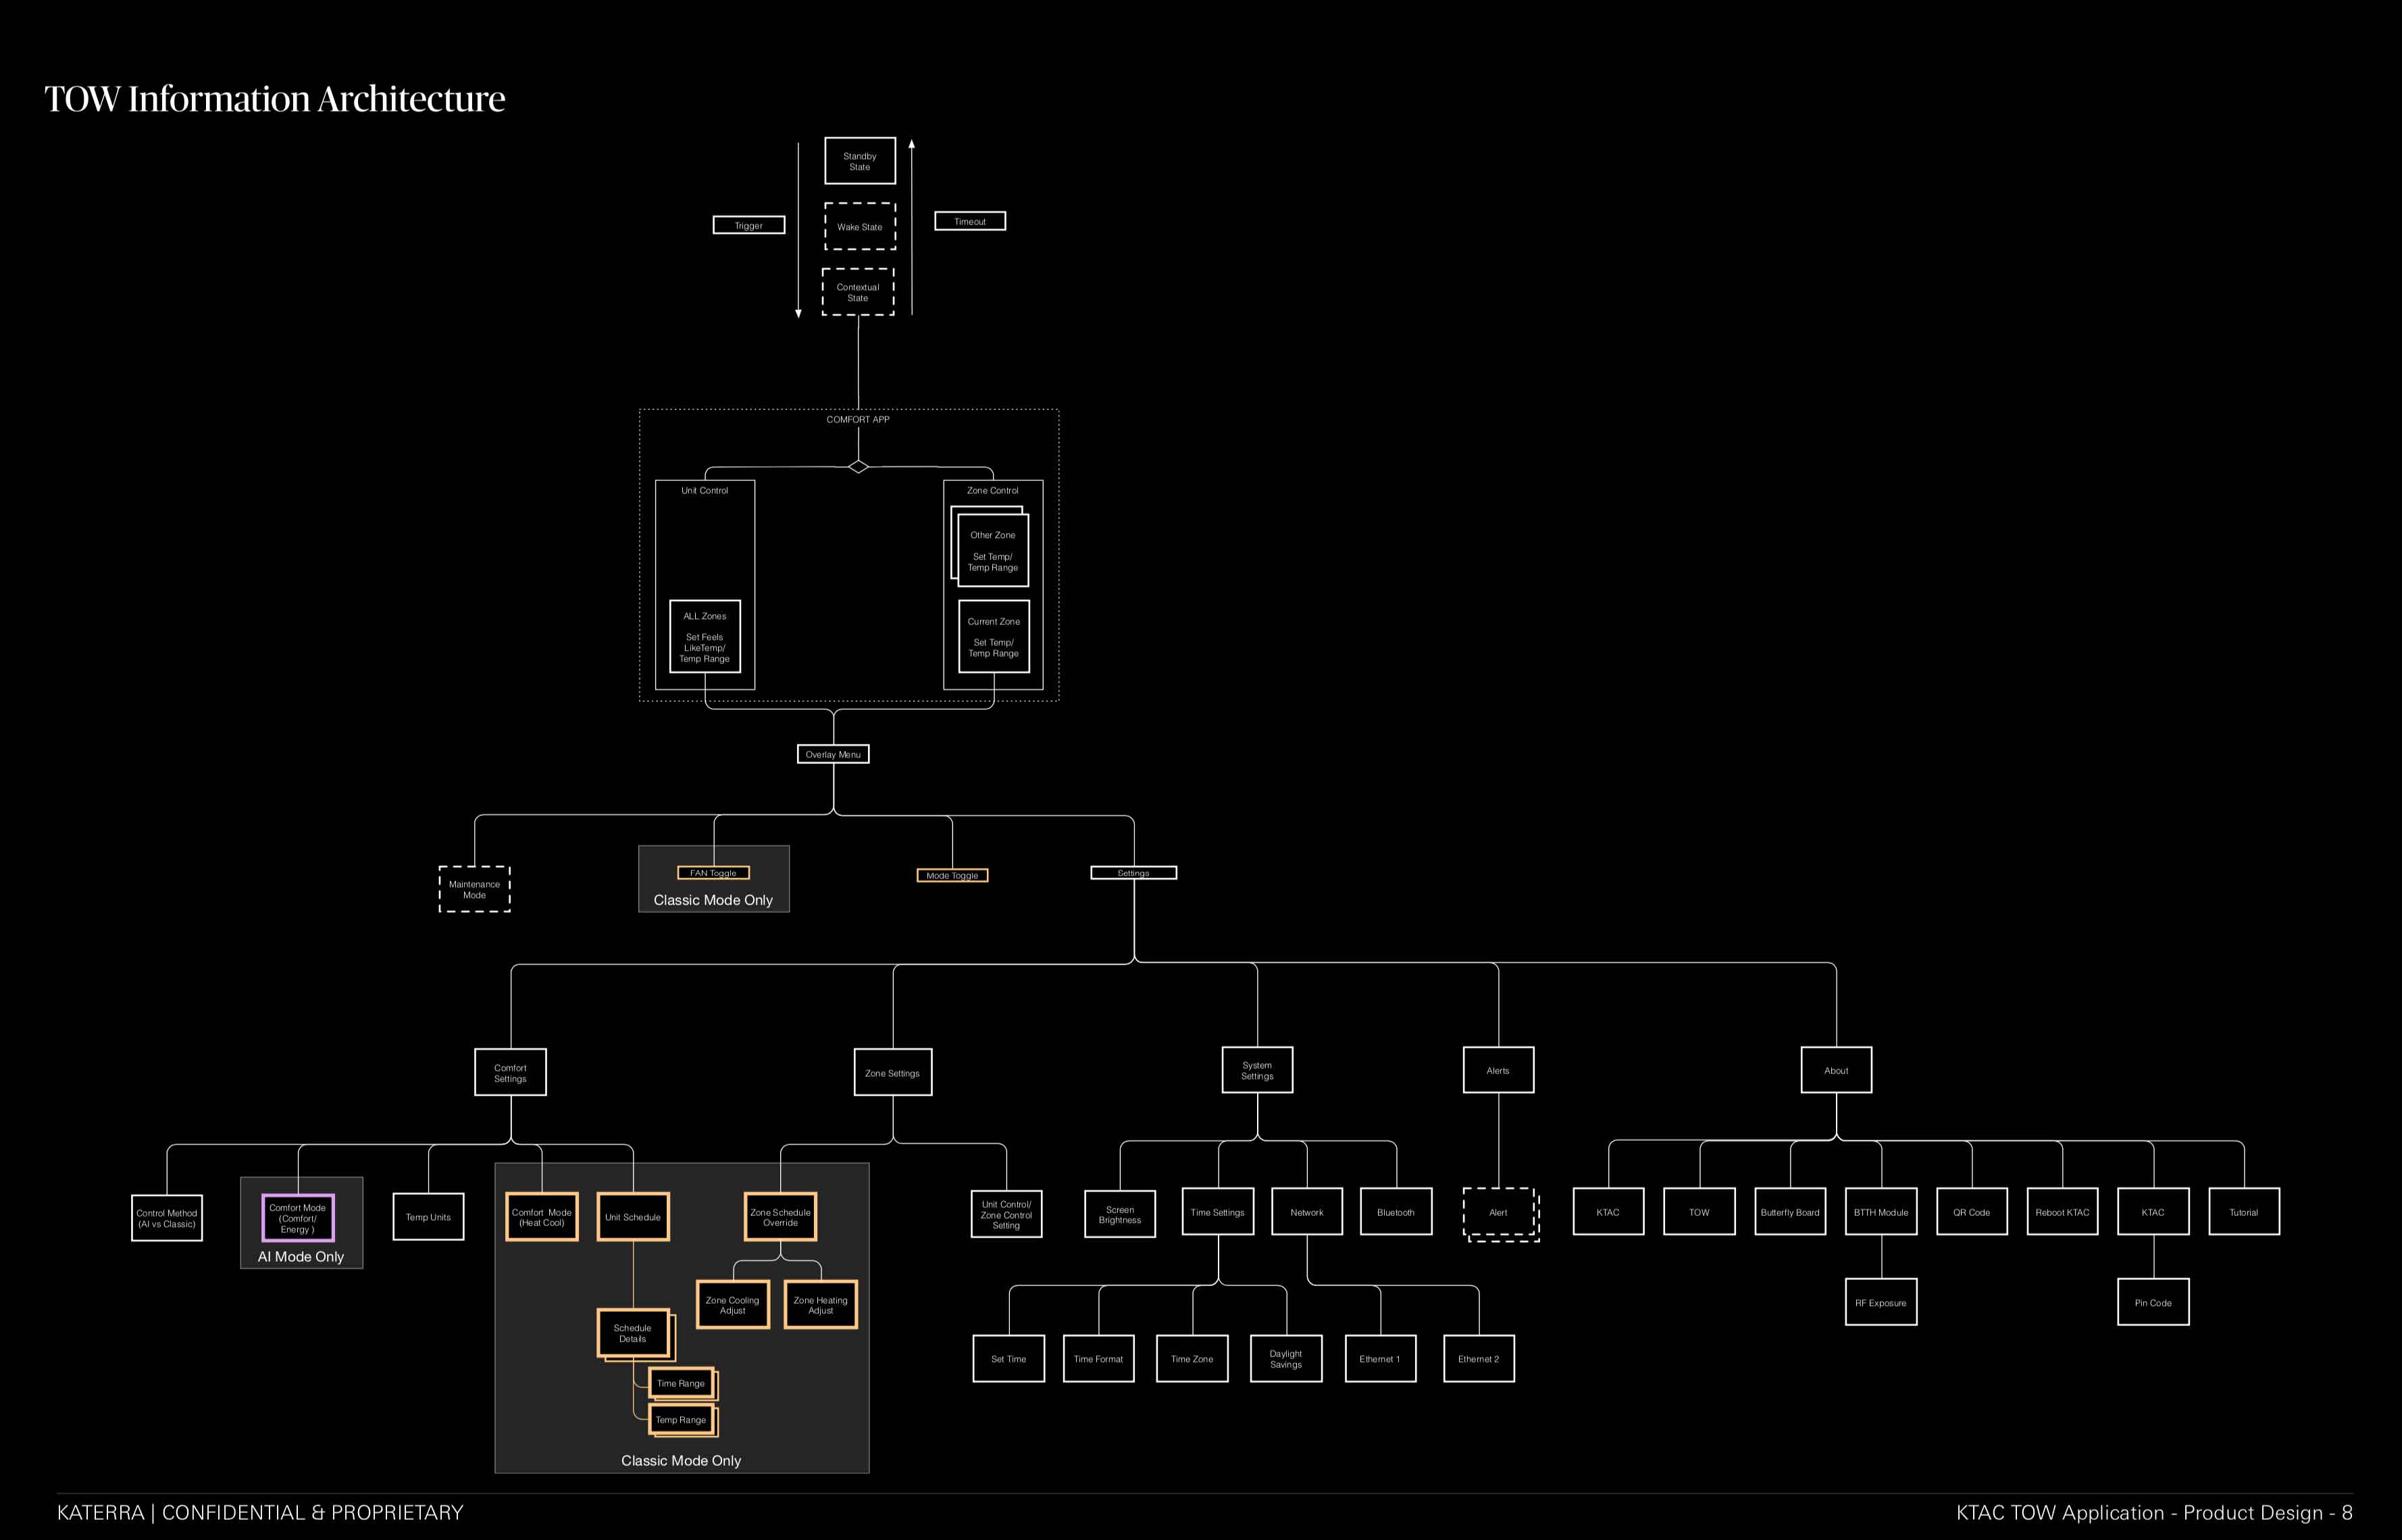 TOW Information Architecture
Standby
State
Trigger
Wake State
Timeout
Contextual
State
COMFORT APP
Unit Control
ALL Zones
Set Feels
LikeTemp/
Temp Range
Zone Control
Other Zone
Set Temp/
Temp Range
Current Zone
Set Temp/
Temp Range
Overlay Menu
Maintenance
Mode
FAN Toggle
Classic Mode Only
Mode Toggle
Settings
Comfort
Settings
Zone Settings
System
Settings
Alerts
About
Control Method
(AI vs Classic)
Comfort Mode
(Comfort/
Energy )
AI Mode Only
Temp Units
Comfort Mode
(Heat Cool)
Unit Schedule
Zone Schedule
Override
Unit Control/
Zone Control
Setting
Screen
Brightness
Time Settings
Network
Bluetooth
Alert
KTAC
TOW
Butterfly Board
BTTH Module
QR Code
Reboot KTAC
KTAC
Tutorial
Zone Cooling
Adjust
Zone Heating
Adjust
RF Exposure
Pin Code
Schedule
Details
Set Time
Time Format
Time Zone
Daylight
Savings
Ethernet 1
Ethernet 2
Time Range
Temp Range
Classic Mode Only
KATERRA | CONFIDENTIAL & PROPRIETARY
KTAC TOW Application - Product Design - 8